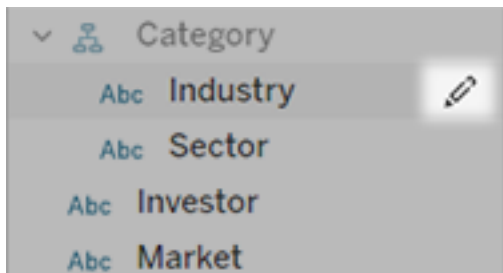 Category
Abc Industry
Abc Sector
Abc Investor
Abc Market